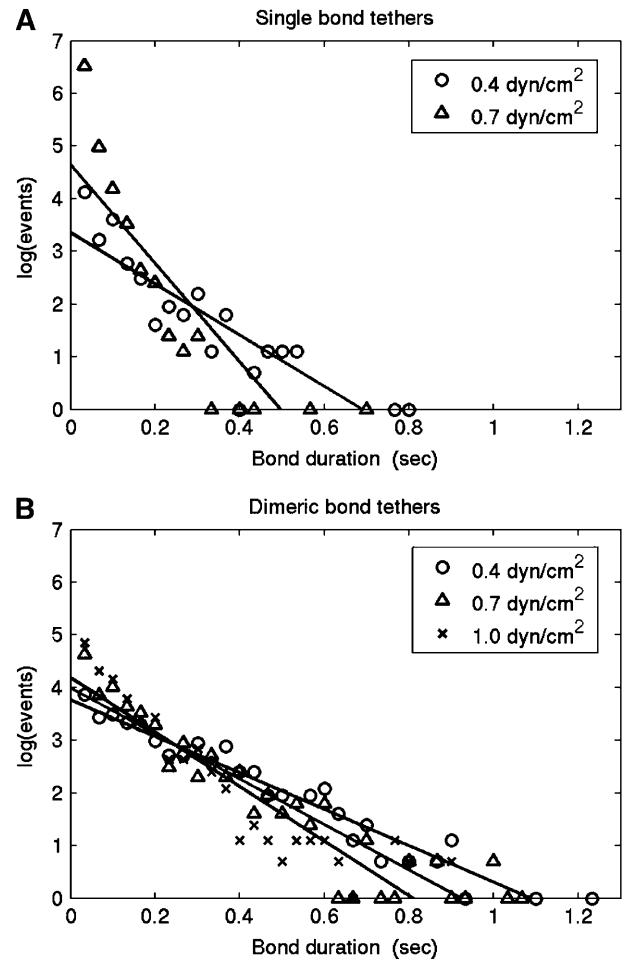 A
Single bond tethers
7
6
5
4
3
2
1
0
log(events)
0.4 dyn/cm²
0.7 dyn/cm²
0 0.2 0.4 0.6 0.8 1 1.2
Bond duration (sec)
B
Dimeric bond tethers
7
6
5
4
3
2
1
0
log(events)
0.4 dyn/cm²
0.7 dyn/cm²
1.0 dyn/cm²
0 0.2 0.4 0.6 0.8 1 1.2
Bond duration (sec)